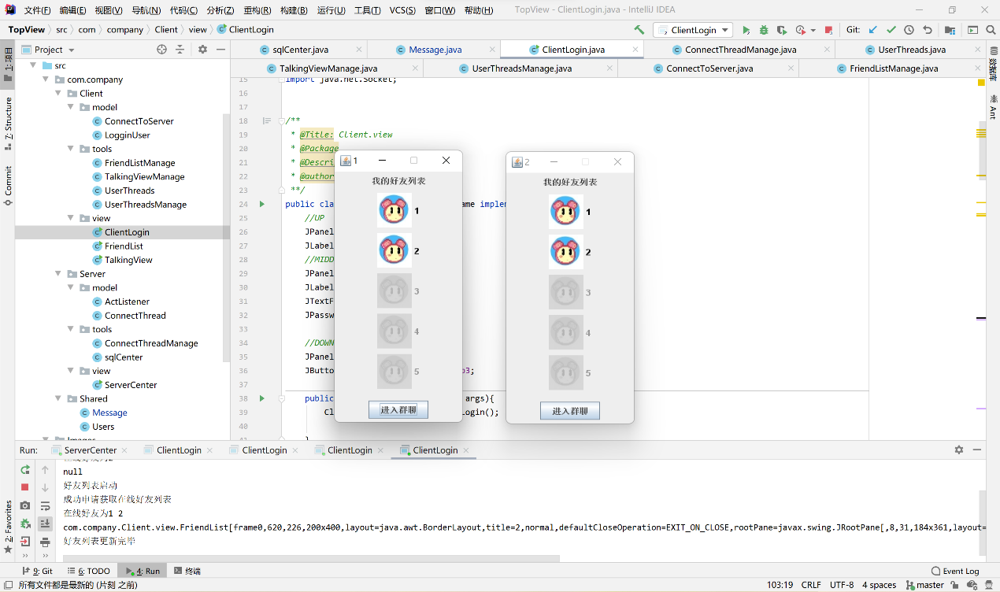 文件(F) 编辑(E) 视图(V) 导航(N) 代码(C) 分析(Z) 重构(R) 构建(B) 运行(U) 工具(T) VCS(S) 窗口(W) 帮助(H) TopView - ClientLogin.java - IntelliJ IDEA
TopView src com company Client view ClientLogin ClientLogin Git:
1: 项目
Project
sqlCenter.java Message.java ClientLogin.java ConnectThreadManage.java UserThreads.java
TalkingViewManage.java UserThreadsManage.java ConnectToServer.java FriendListManage.java
src
com.company
Client
model
ConnectToServer
LogginUser
tools
FriendListManage
TalkingViewManage
UserThreads
UserThreadsManage
view
ClientLogin
FriendList
TalkingView
Server
model
ActListener
ConnectThread
tools
ConnectThreadManage
sqlCenter
view
ServerCenter
Shared
Message
Users
Images
7: Structure
Commit
2: Favorites
数据库
Ant
15 import java.net.Socket;
16
17
18 /**
19 * @Title: Client.view
20 * @Package
21 * @Descri
22 * @author
23 **/
24 public clas ame implem
25 //UP
26 JPanel
27 JLabel
28 //MIDD
29 JPanel
30 JLabel
31 JTextF
32 JPassw
33
34 //DOWN
35 JPanel
36 JButto 3;
37
38 public args){
39 Cl Login();
40
41 }
1
我的好友列表
1
2
3
4
5
进入群聊
2
我的好友列表
1
2
3
4
5
进入群聊
Run: ServerCenter ClientLogin ClientLogin ClientLogin ClientLogin
null
好友列表启动
成功申请获取在线好友列表
在线好友为1 2
com.company.Client.view.FriendList[frame0,620,226,200x400,layout=java.awt.BorderLayout,title=2,normal,defaultCloseOperation=EXIT_ON_CLOSE,rootPane=javax.swing.JRootPane[,8,31,184x361,layout=
好友列表更新完毕
9: Git 6: TODO 4: Run 终端 Event Log
所有文件都是最新的 (片刻 之前) 103:19 CRLF UTF-8 4 spaces master